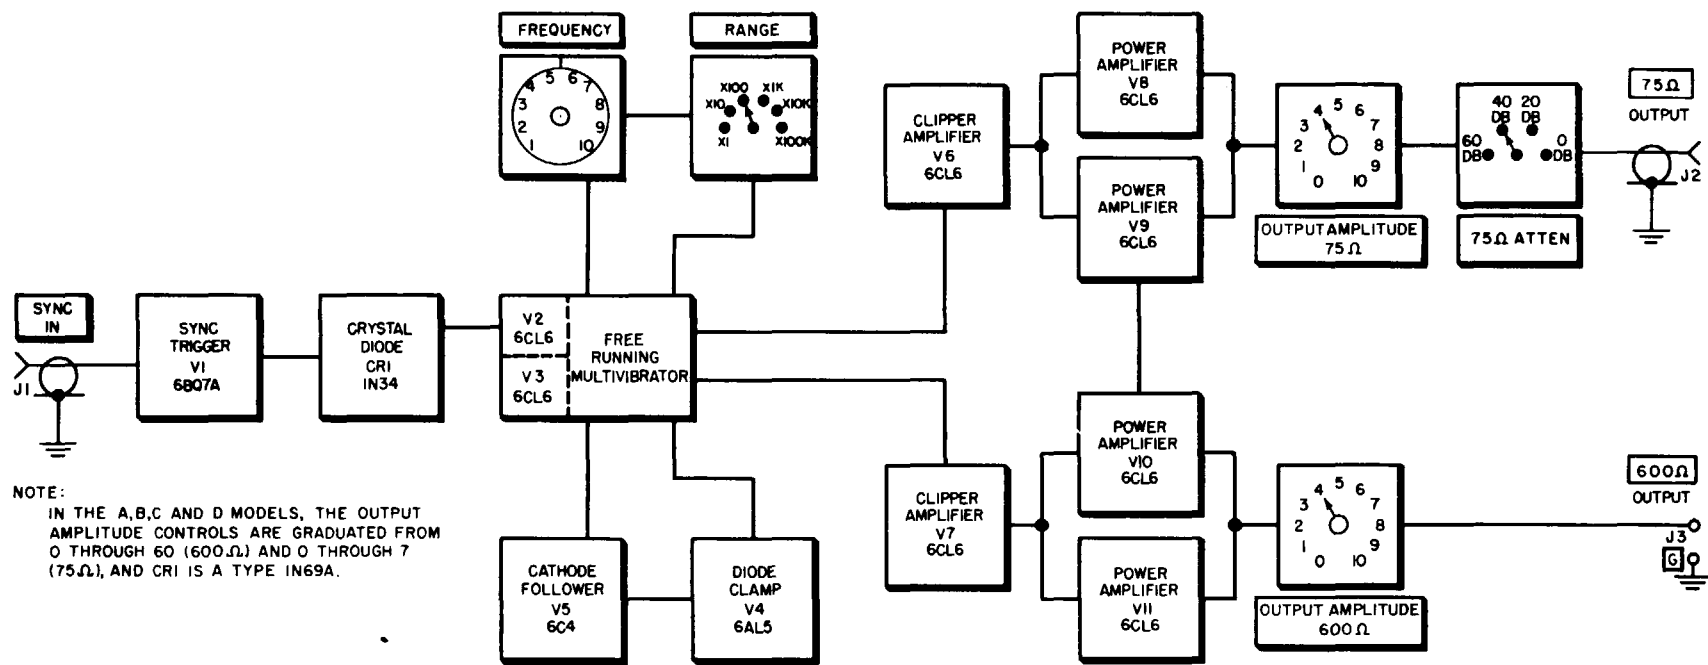 FREQUENCY
1 2 3 4 5 6 7 8 9 10
RANGE
X1 X10 X100 X1K X10K X100K
SYNC
IN
J1
SYNC
TRIGGER
V1
6BQ7A
CRYSTAL
DIODE
CR1
IN34
V2
6CL6
V3
6CL6
FREE
RUNNING
MULTIVIBRATOR
CATHODE
FOLLOWER
V5
6C4
DIODE
CLAMP
V4
6AL5
CLIPPER
AMPLIFIER
V6
6CL6
POWER
AMPLIFIER
V8
6CL6
POWER
AMPLIFIER
V9
6CL6
0 1 2 3 4 5 6 7 8 9 10
OUTPUT AMPLITUDE
75Ω
60 DB 40 DB 20 DB 0 DB
75Ω ATTEN
75Ω
OUTPUT
J2
CLIPPER
AMPLIFIER
V7
6CL6
POWER
AMPLIFIER
V10
6CL6
POWER
AMPLIFIER
V11
6CL6
0 1 2 3 4 5 6 7 8 9 10
OUTPUT AMPLITUDE
600Ω
600Ω
OUTPUT
J3
G
NOTE:
IN THE A,B,C AND D MODELS, THE OUTPUT
AMPLITUDE CONTROLS ARE GRADUATED FROM
0 THROUGH 60 (600Ω) AND 0 THROUGH 7
(75Ω), AND CR1 IS A TYPE IN69A.